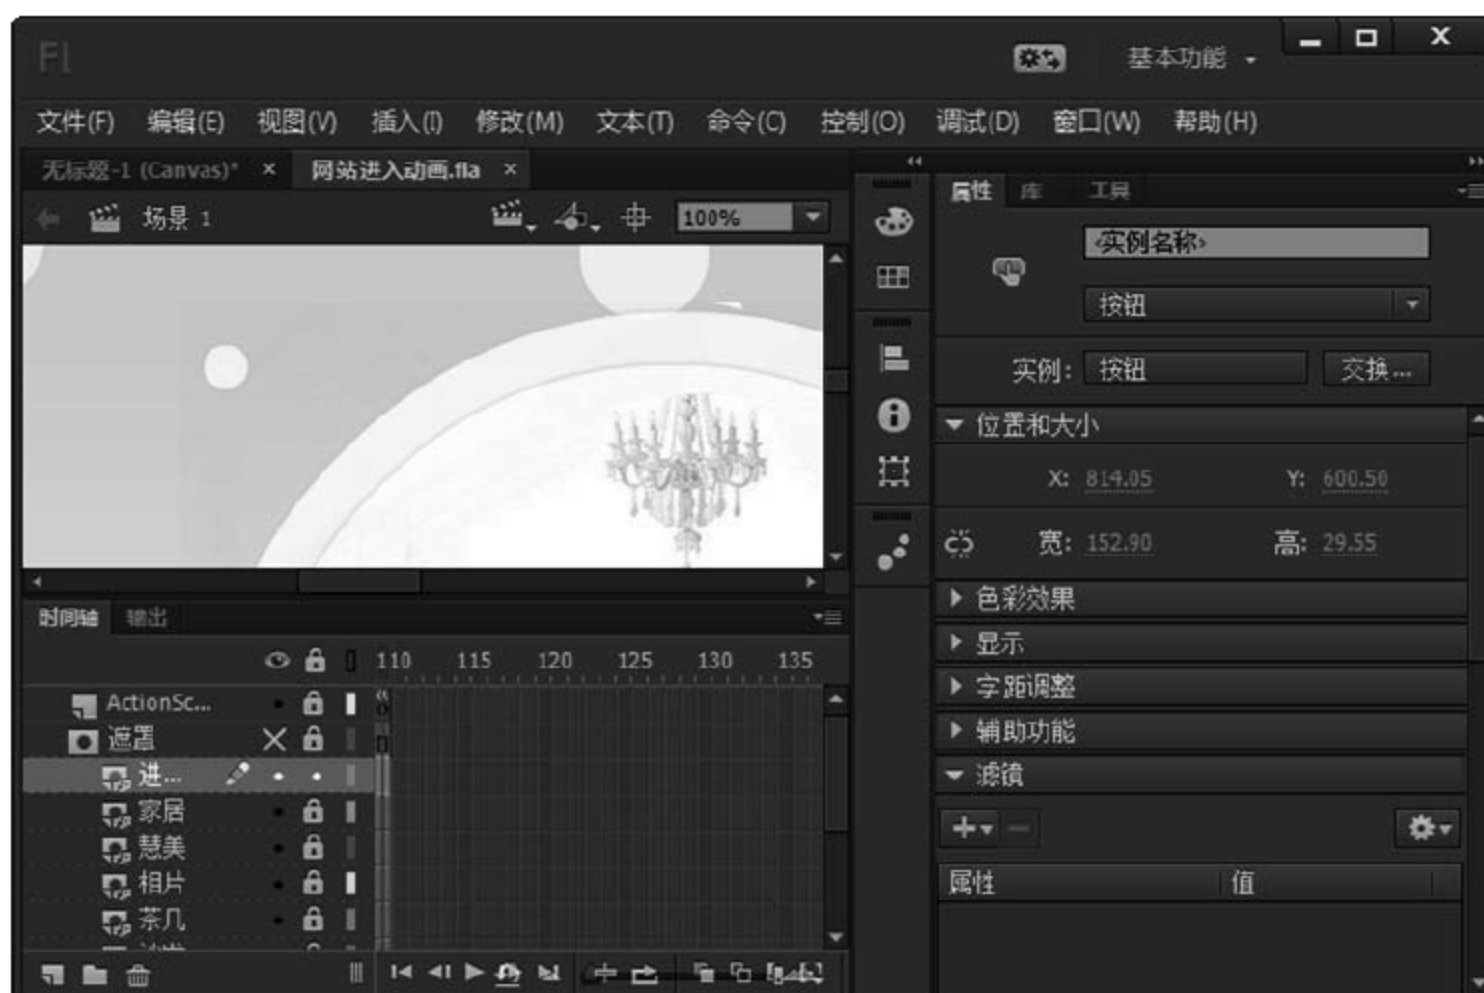 Fl
基本功能
文件(F) 编辑(E) 视图(V) 插入(I) 修改(M) 文本(T) 命令(C) 控制(O) 调试(D) 窗口(W) 帮助(H)
无标题-1 (Canvas)* × 网站进入动画.fla ×
属性 库 工具
场景 1 100%
<实例名称>
按钮
实例: 按钮 交换...
位置和大小
X: 814.05 Y: 600.50
宽: 152.90 高: 29.55
色彩效果
显示
字距调整
辅助功能
滤镜
属性 值
时间轴 输出
110 115 120 125 130 135
ActionSc...
遮罩
进...
家居
慧美
相片
茶几